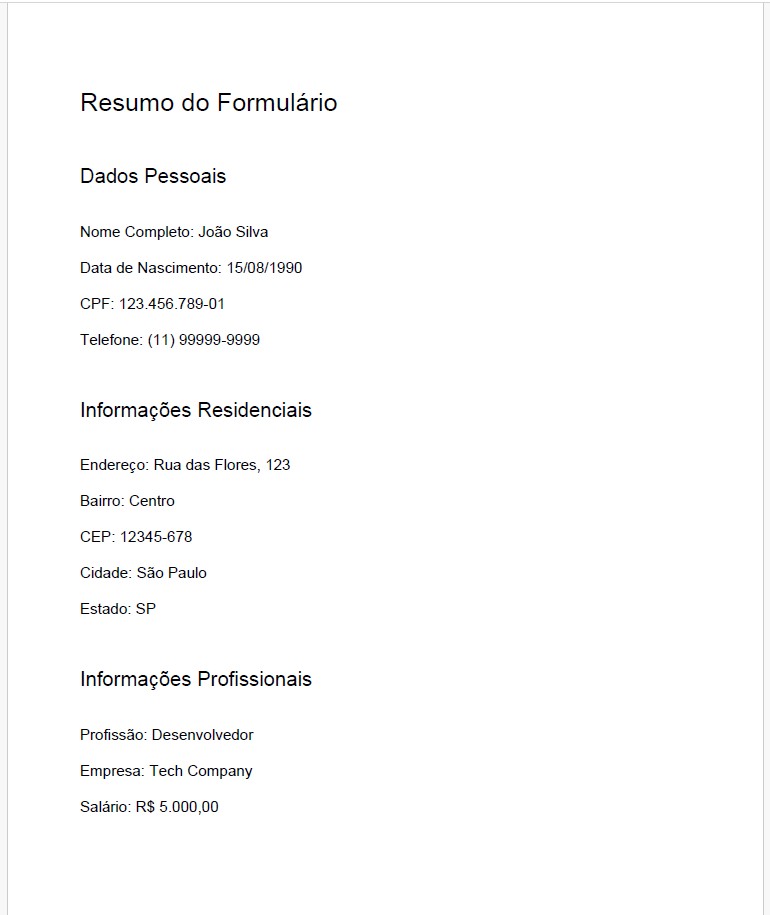 Resumo do Formulário
Dados Pessoais
Nome Completo: João Silva
Data de Nascimento: 15/08/1990
CPF: 123.456.789-01
Telefone: (11) 99999-9999
Informações Residenciais
Endereço: Rua das Flores, 123
Bairro: Centro
CEP: 12345-678
Cidade: São Paulo
Estado: SP
Informações Profissionais
Profissão: Desenvolvedor
Empresa: Tech Company
Salário: R$ 5.000,00